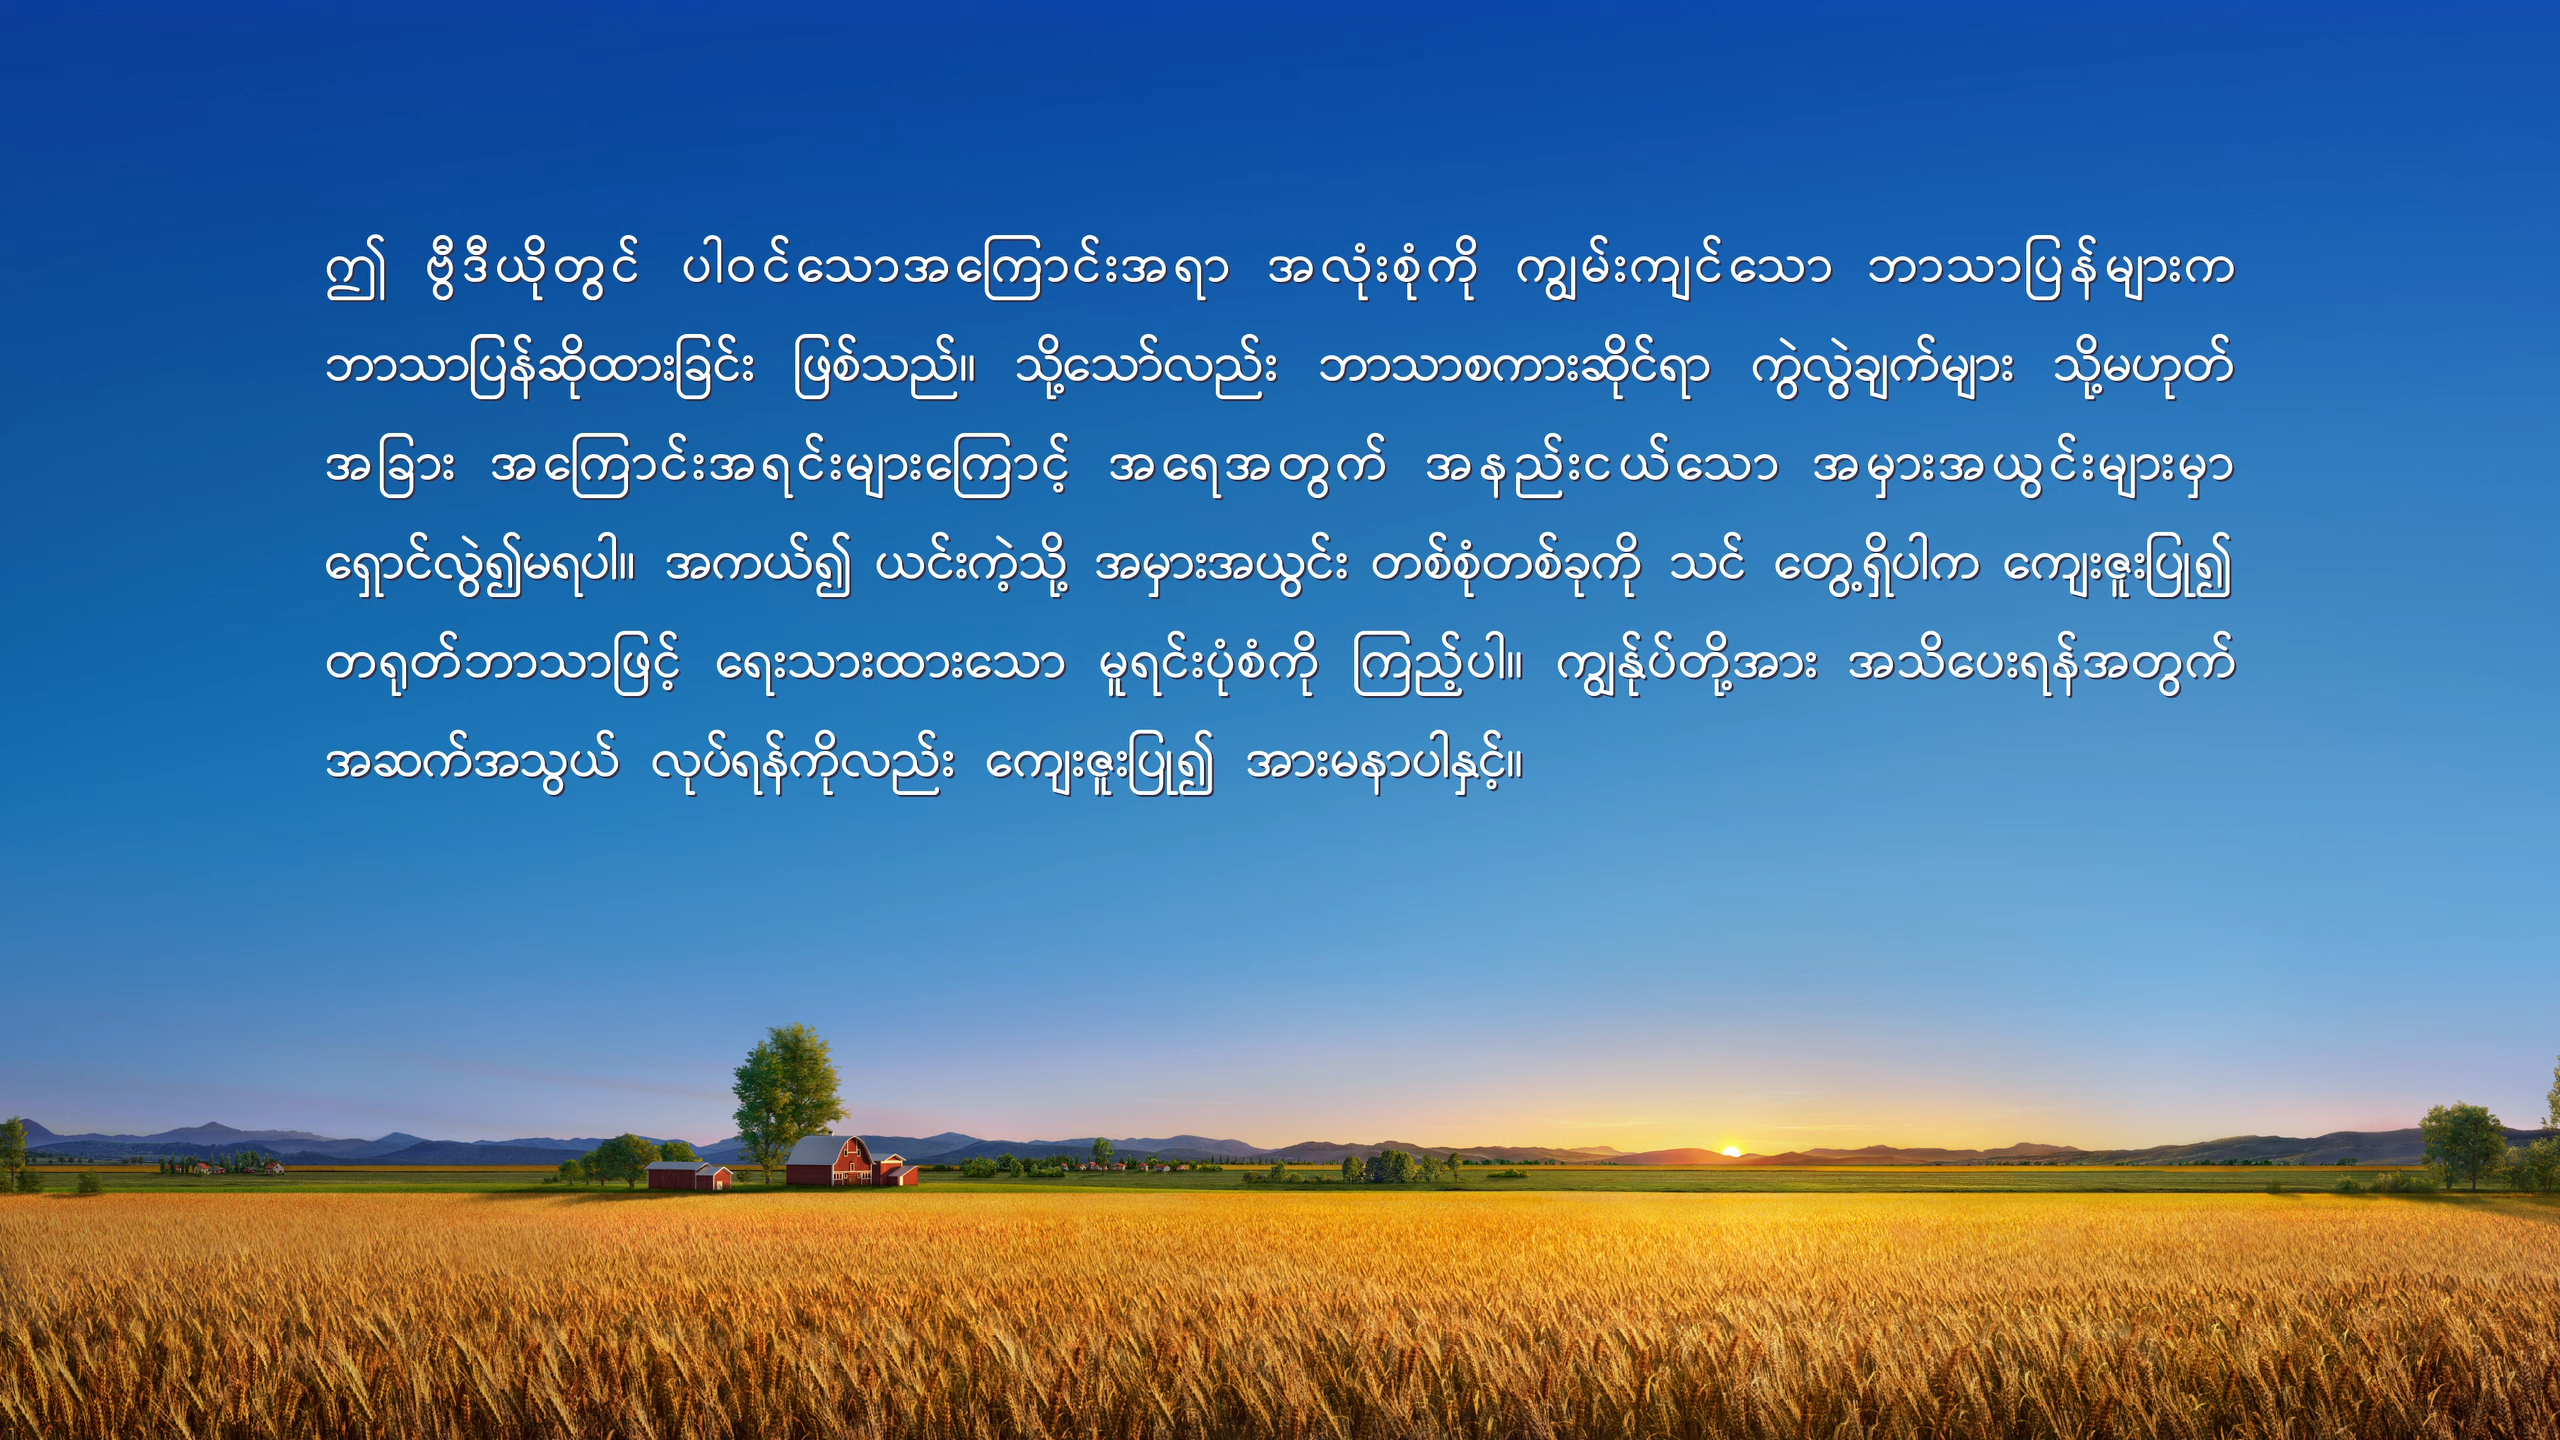 ဤ ဗွီဒီယိုတွင် ပါဝင်သောအကြောင်းအရာ အလုံးစုံကို ကျွမ်းကျင်သော ဘာသာပြန်များက
ဘာသာပြန်ဆိုထားခြင်း ဖြစ်သည်။ သို့သော်လည်း ဘာသာစကားဆိုင်ရာ ကွဲလွဲချက်များ သို့မဟုတ်
အခြား အကြောင်းအရင်းများကြောင့် အရေအတွက် အနည်းငယ်သော အမှားအယွင်းများမှာ
ရှောင်လွဲ၍မရပါ။ အကယ်၍ ယင်းကဲ့သို့ အမှားအယွင်း တစ်စုံတစ်ခုကို သင် တွေ့ရှိပါက ကျေးဇူးပြု၍
တရုတ်ဘာသာဖြင့် ရေးသားထားသော မူရင်းပုံစံကို ကြည့်ပါ။ ကျွန်ုပ်တို့အား အသိပေးရန်အတွက်
အဆက်အသွယ် လုပ်ရန်ကိုလည်း ကျေးဇူးပြု၍ အားမနာပါနှင့်။